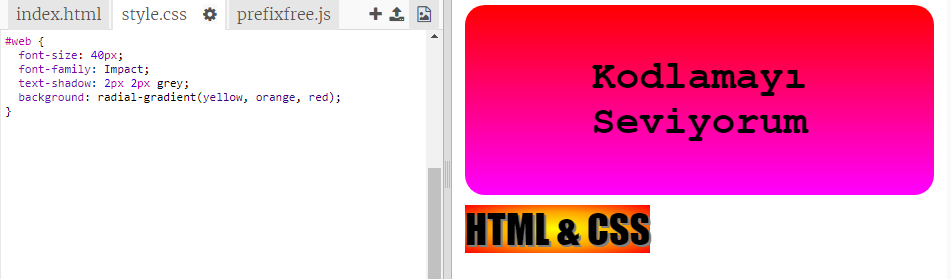 index.html style.css prefixfree.js
#web {
font-size: 40px;
font-family: Impact;
text-shadow: 2px 2px grey;
background: radial-gradient(yellow, orange, red);
}
Kodlamayı
Seviyorum
HTML & CSS